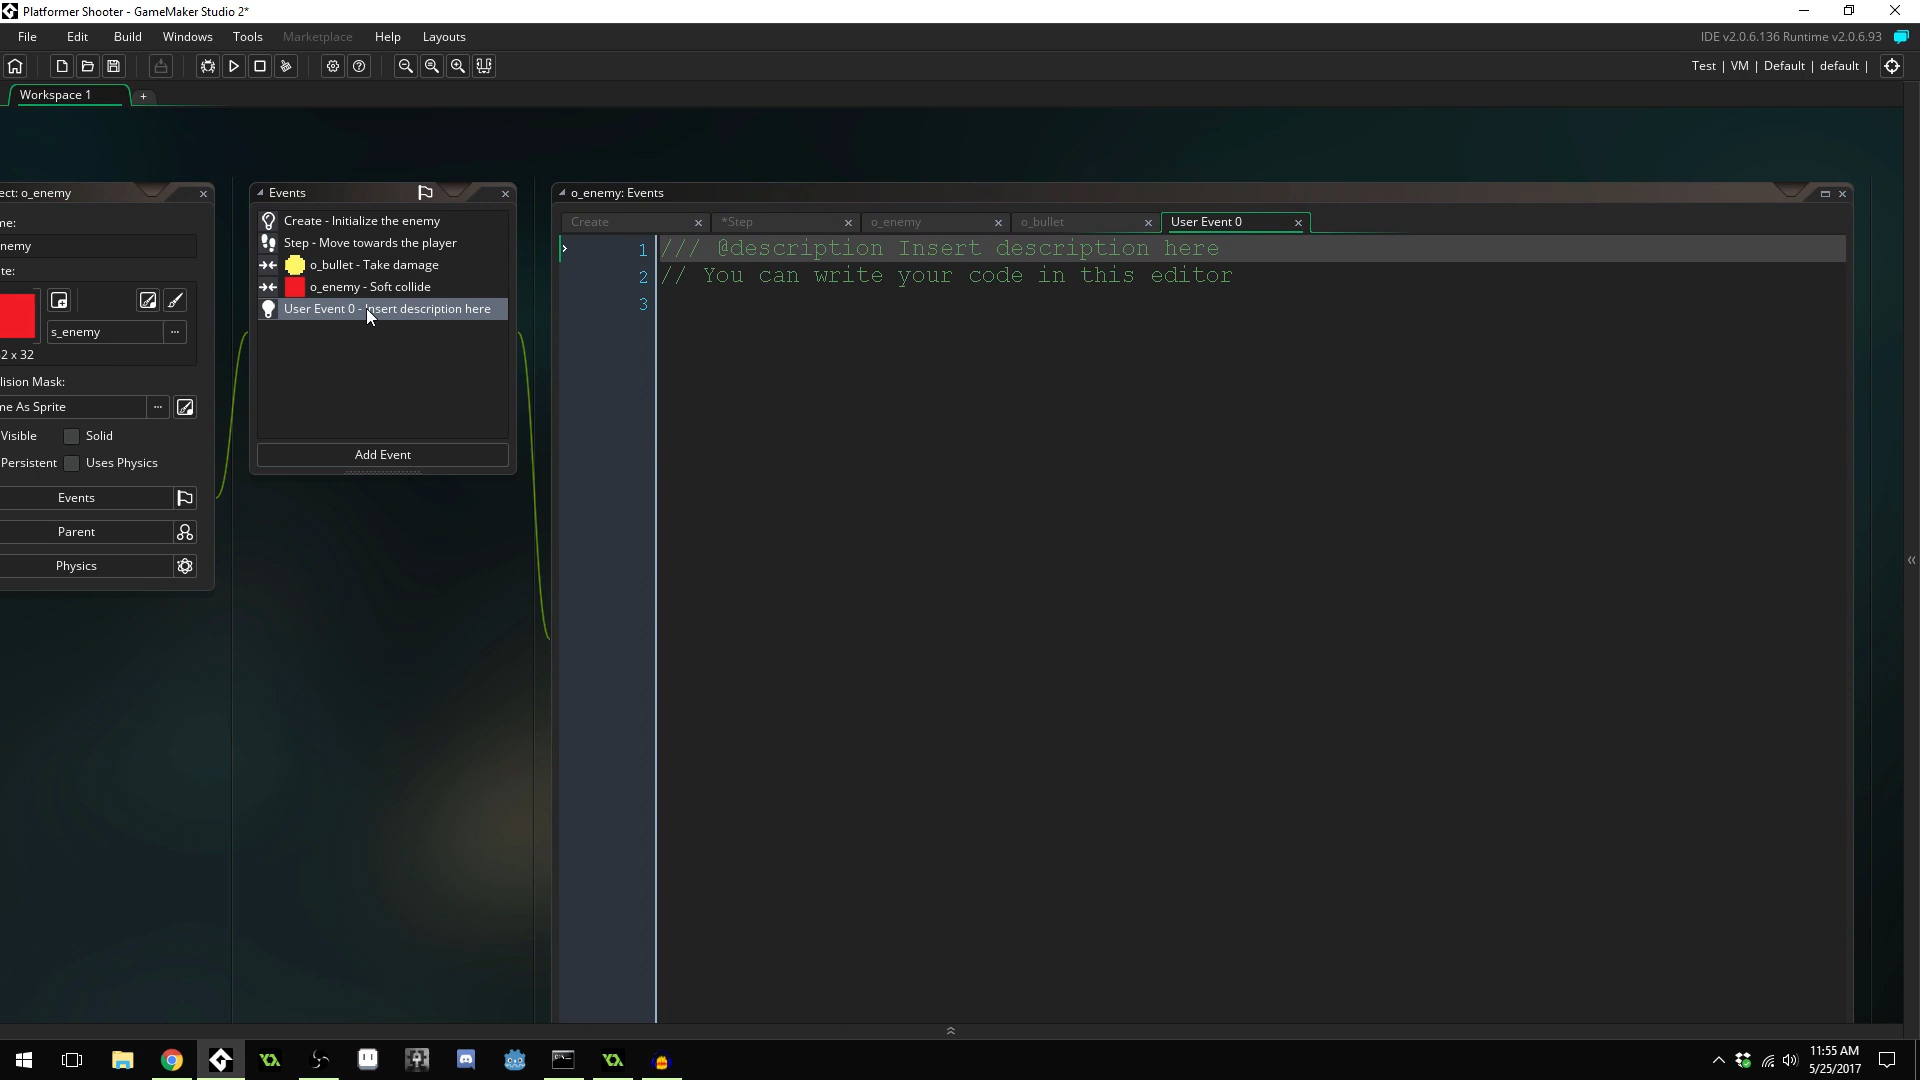 Platformer Shooter - GameMaker Studio 2*
File Edit Build Windows Tools Marketplace Help Layouts
IDE v2.0.6.136 Runtime v2.0.6.93
Test | VM | Default | default |
Workspace 1 +
ect: o_enemy
me:
nemy
te:
s_enemy ...
2 x 32
lision Mask:
ne As Sprite ...
Visible Solid
Persistent Uses Physics
Events
Parent
Physics
Events
Create - Initialize the enemy
Step - Move towards the player
o_bullet - Take damage
o_enemy - Soft collide
User Event 0 - Insert description here
Add Event
o_enemy: Events
Create *Step o_enemy o_bullet User Event 0
1 /// @description Insert description here
2 // You can write your code in this editor
3
11:55 AM
5/25/2017